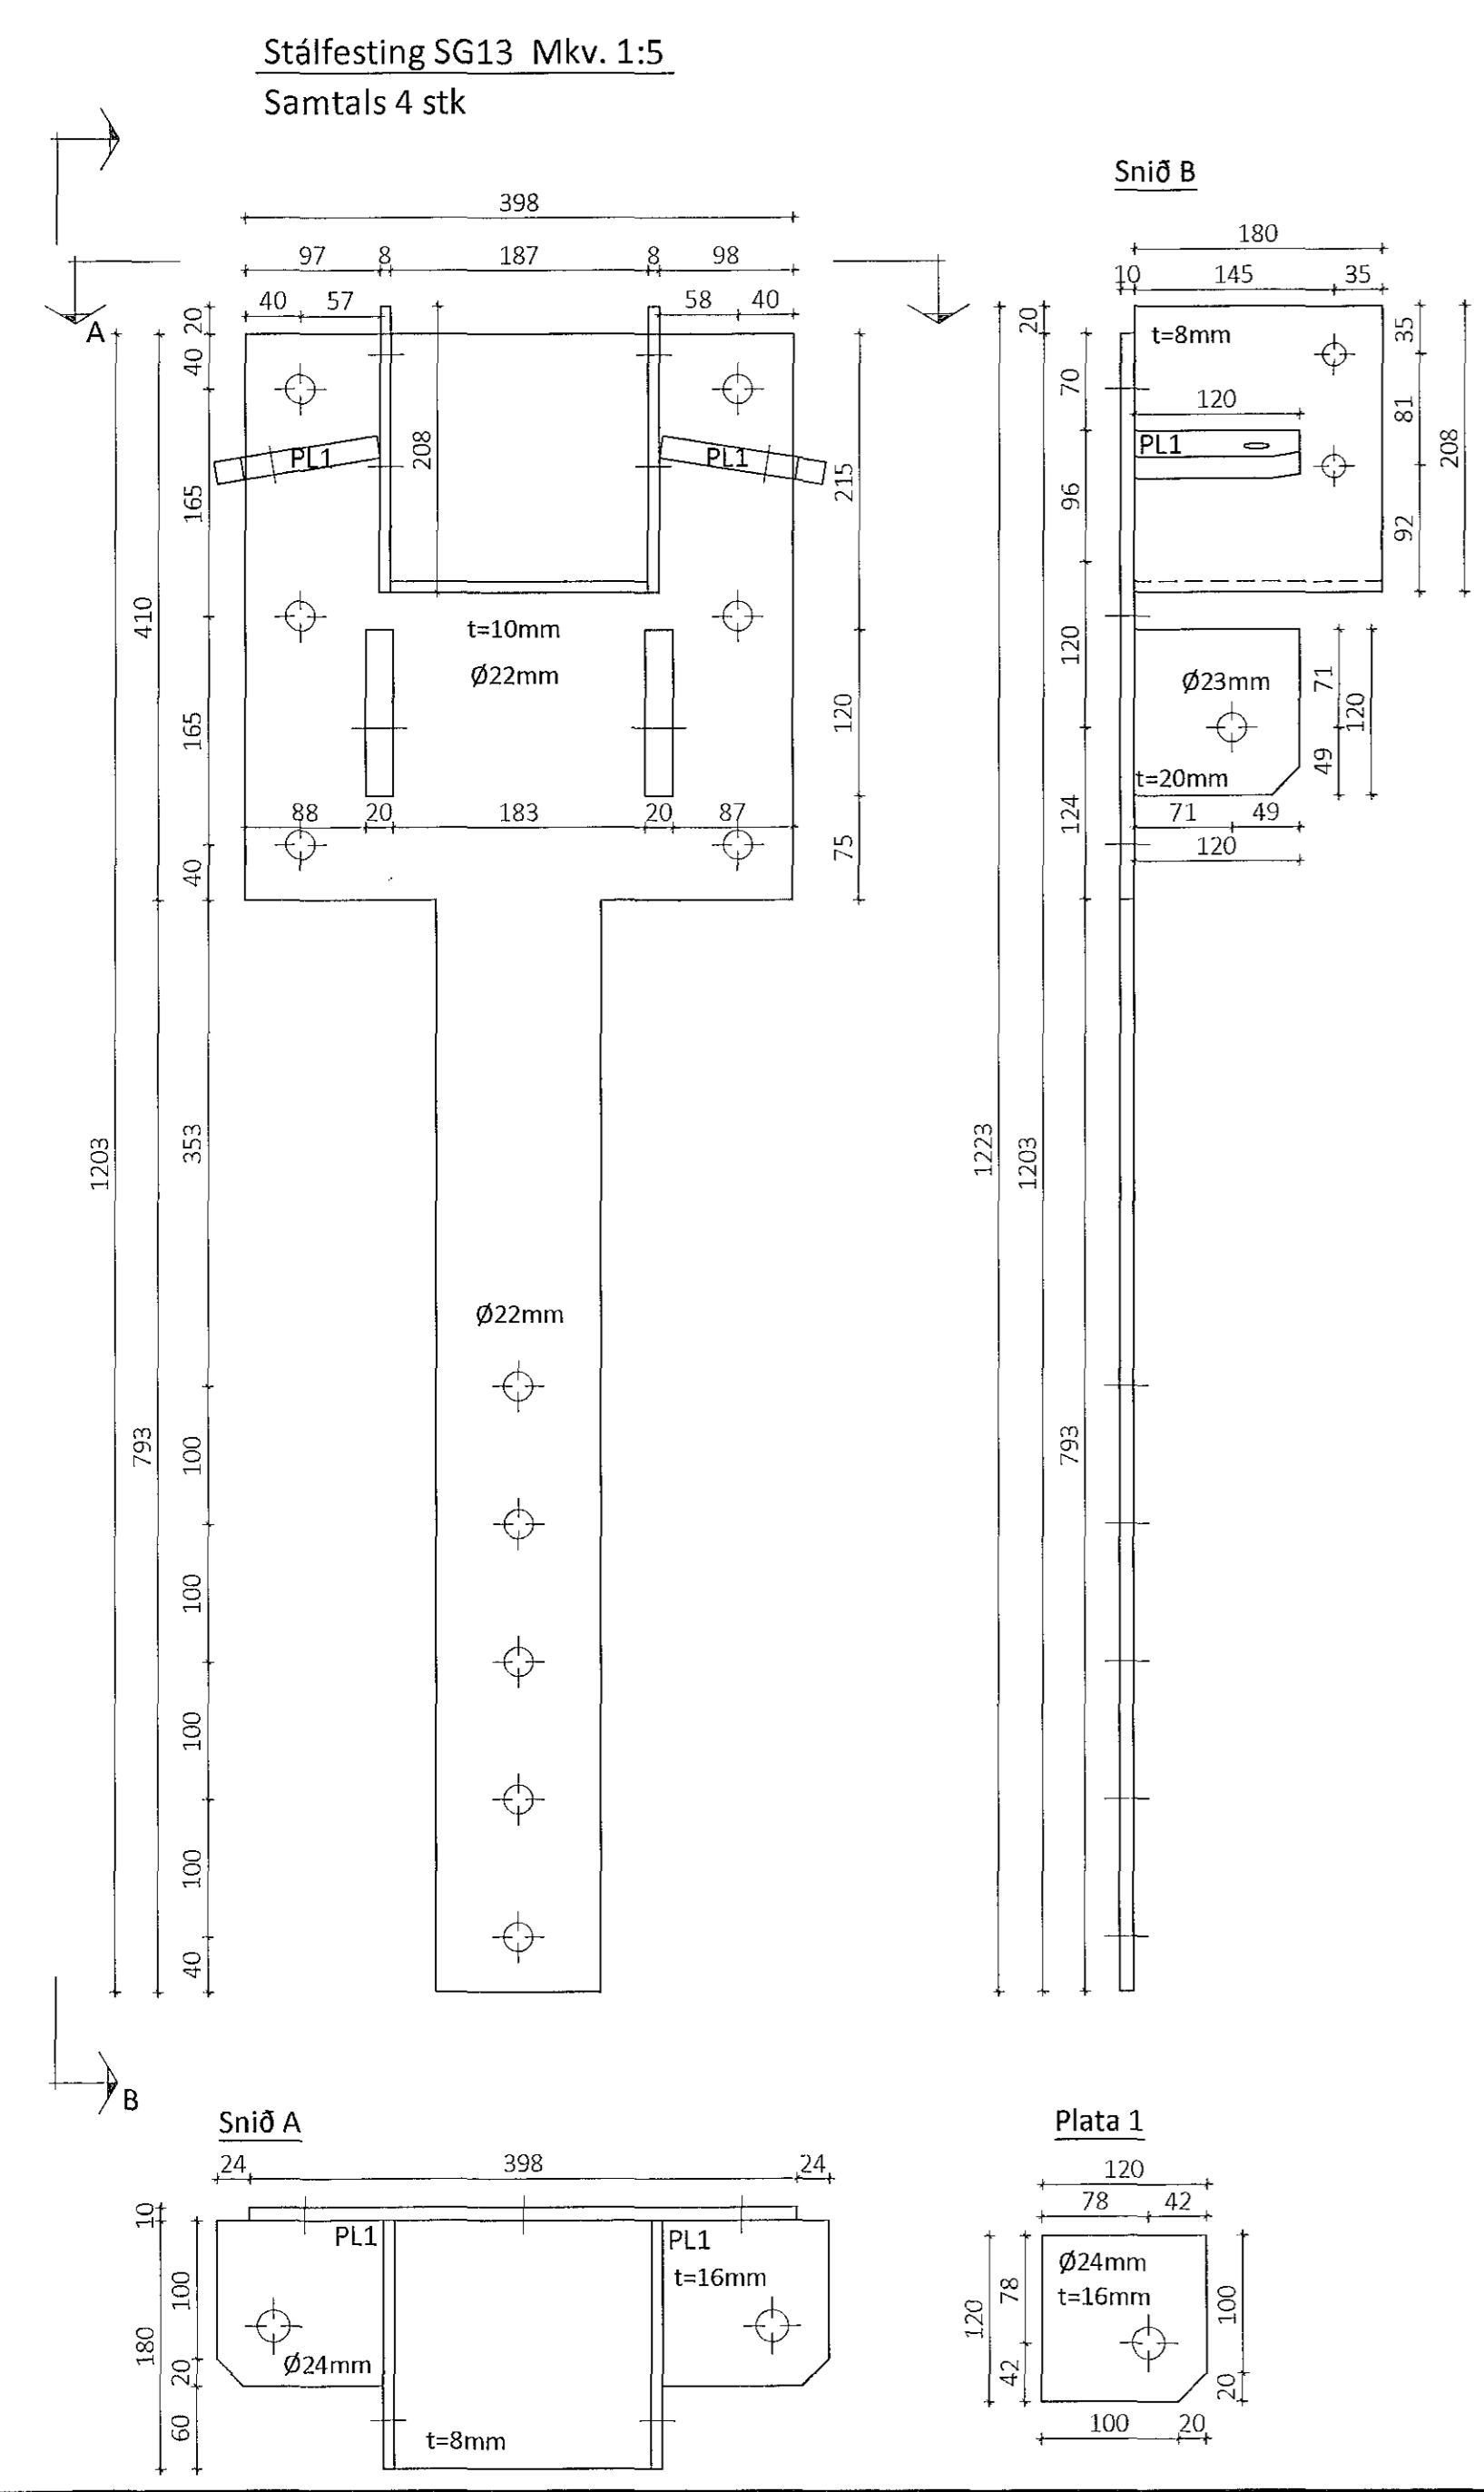 Stálfesting SG13 Mkv. 1:5
Samtals 4 stk
Snið B
398
97 8 187 8 98
40 57 58 40
A
20
40
165
165
40
353
100
100
100
100
40
410
793
1203
208
PL1
PL1
t=10mm
Ø22mm
215
120
75
88 20 183 20 87
Ø22mm
B
180
10 145 35
t=8mm
120
PL1
35
81
92
208
20
70
96
120
124
793
1203
1223
Ø23mm
t=20mm
71
49
120
71 49
120
Snið A
24 398 24
10
180
100
20
60
PL1
PL1
t=16mm
Ø24mm
t=8mm
Plata 1
120
78 42
Ø24mm
t=16mm
120
78
42
100
20
100 20